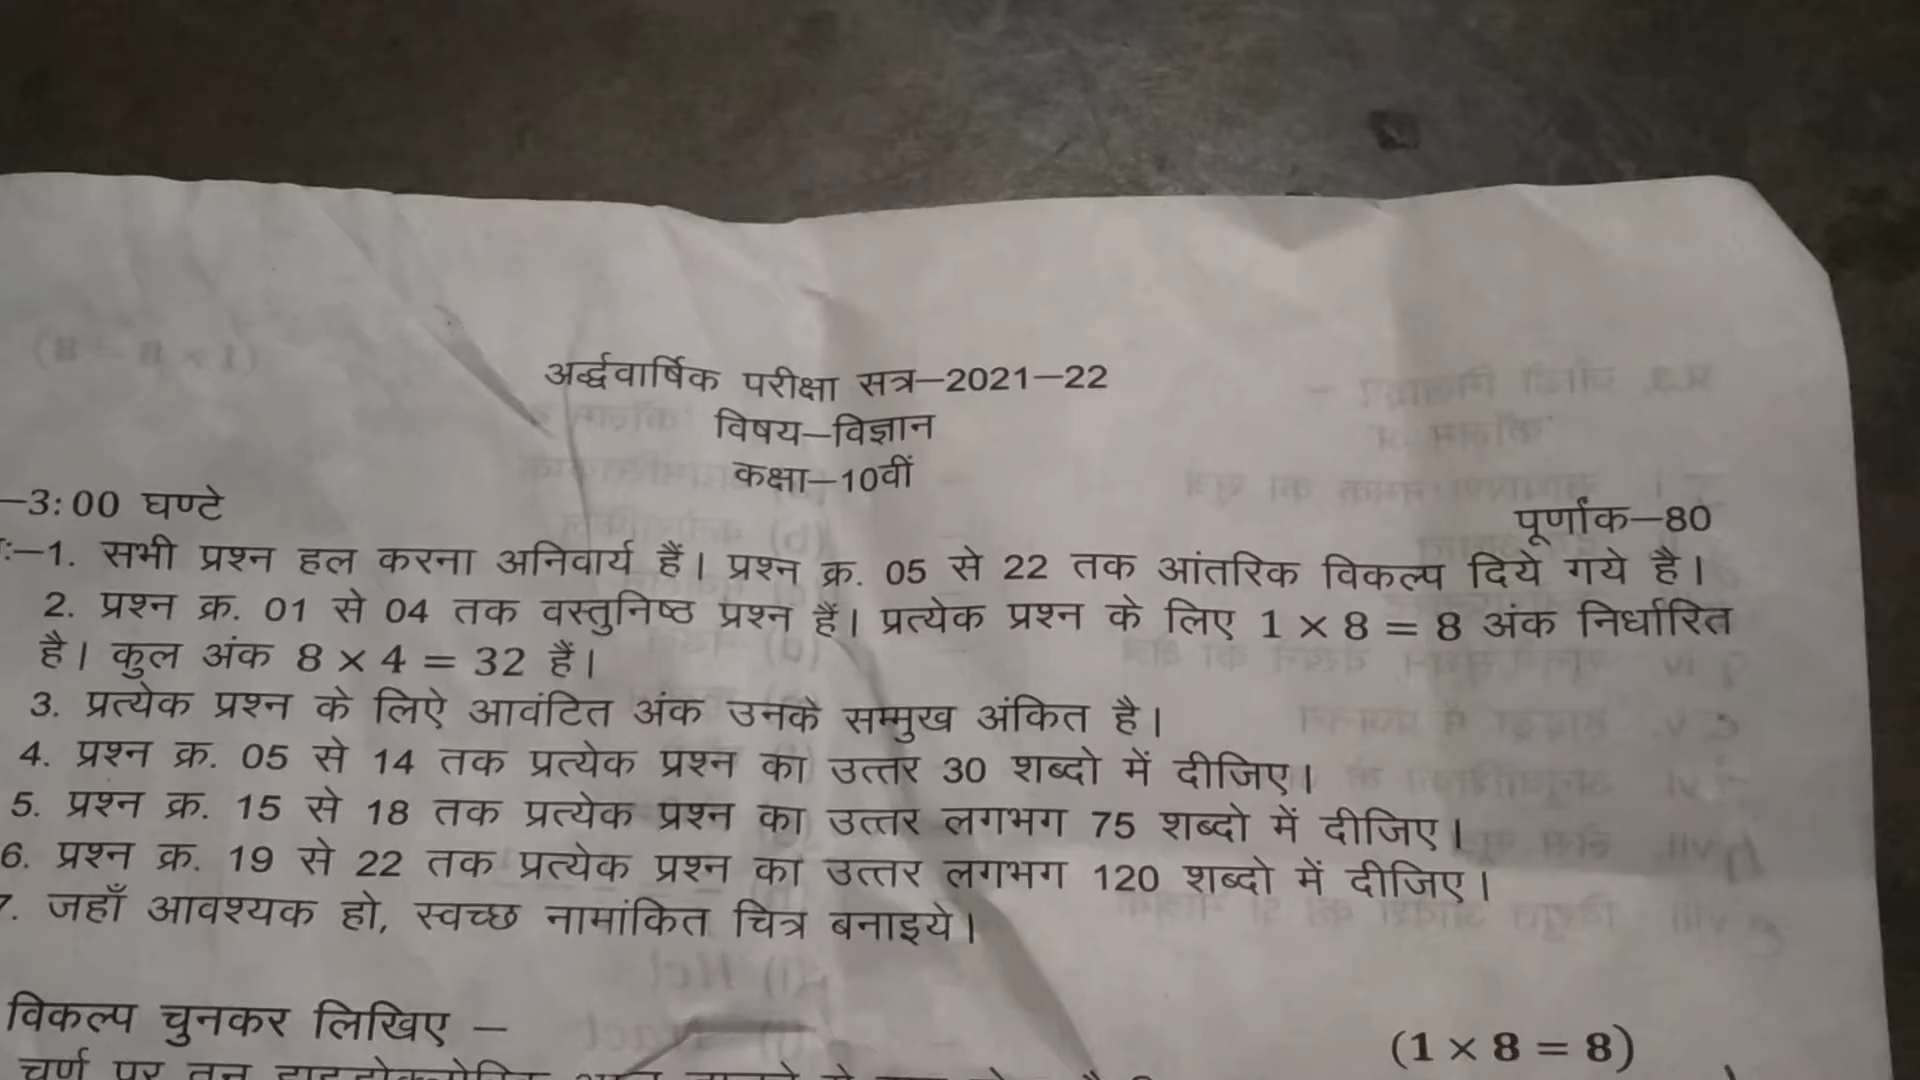 अर्द्धवार्षिक परीक्षा सत्र–2021–22
विषय–विज्ञान
कक्षा–10वीं
–3:00 घण्टे
पूर्णांक–80
:–1. सभी प्रश्न हल करना अनिवार्य हैं। प्रश्न क्र. 05 से 22 तक आंतरिक विकल्प दिये गये है।
2. प्रश्न क्र. 01 से 04 तक वस्तुनिष्ठ प्रश्न हैं। प्रत्येक प्रश्न के लिए 1 × 8 = 8 अंक निर्धारित
है। कुल अंक 8 × 4 = 32 हैं।
3. प्रत्येक प्रश्न के लिऐ आवंटित अंक उनके सम्मुख अंकित है।
4. प्रश्न क्र. 05 से 14 तक प्रत्येक प्रश्न का उत्तर 30 शब्दो में दीजिए।
5. प्रश्न क्र. 15 से 18 तक प्रत्येक प्रश्न का उत्तर लगभग 75 शब्दो में दीजिए।
6. प्रश्न क्र. 19 से 22 तक प्रत्येक प्रश्न का उत्तर लगभग 120 शब्दो में दीजिए।
7. जहाँ आवश्यक हो, स्वच्छ नामांकित चित्र बनाइये।
विकल्प चुनकर लिखिए –
(1 × 8 = 8)
चूर्ण पर तनु